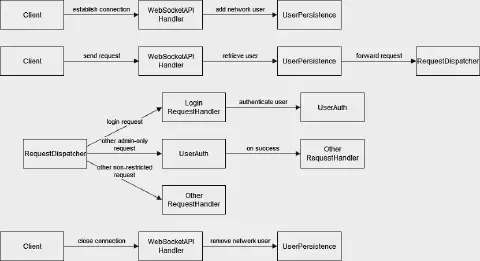 establish connection
add network user
Client
WebSocketAPI
Handler
UserPersistence
send request
retrieve user
forward request
Client
WebSocketAPI
Handler
UserPersistence
RequestDispatcher
Login
RequestHandler
authenticate user
UserAuth
login request
RequestDispatcher
other admin-only
request
UserAuth
on success
Other
RequestHandler
other non-restricted
request
Other
RequestHandler
close connection
remove network user
Client
WebSocketAPI
Handler
UserPersistence